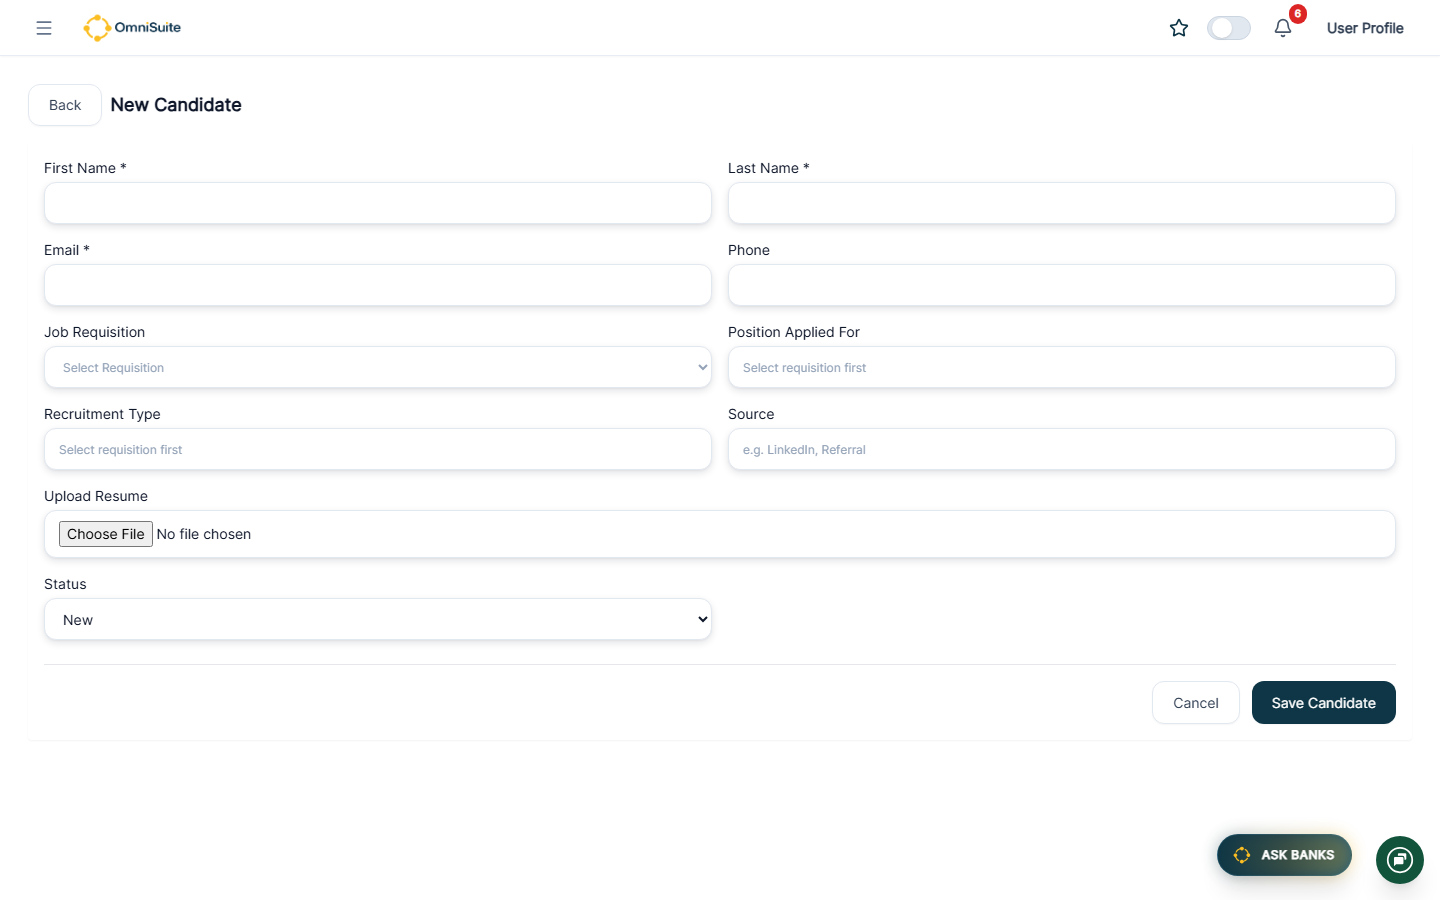 OmniSuite
6
User Profile
Back
New Candidate
First Name *
Last Name *
Email *
Phone
Job Requisition
Position Applied For
Select Requisition
Select requisition first
Recruitment Type
Source
Select requisition first
e.g. LinkedIn, Referral
Upload Resume
Choose File No file chosen
Status
New
Cancel
Save Candidate
ASK BANKS